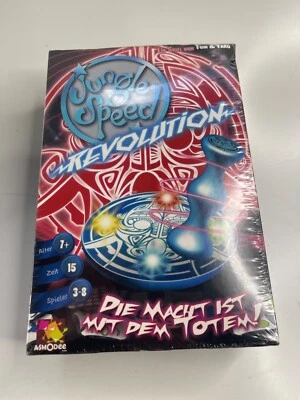 Tom & Yako
Jungle
Speed
REVOLUTION
Alter 7+
Zeit 15
Spieler 3-8
DIE MACHT IST
MIT DEM TOTEM!
ASMODEE